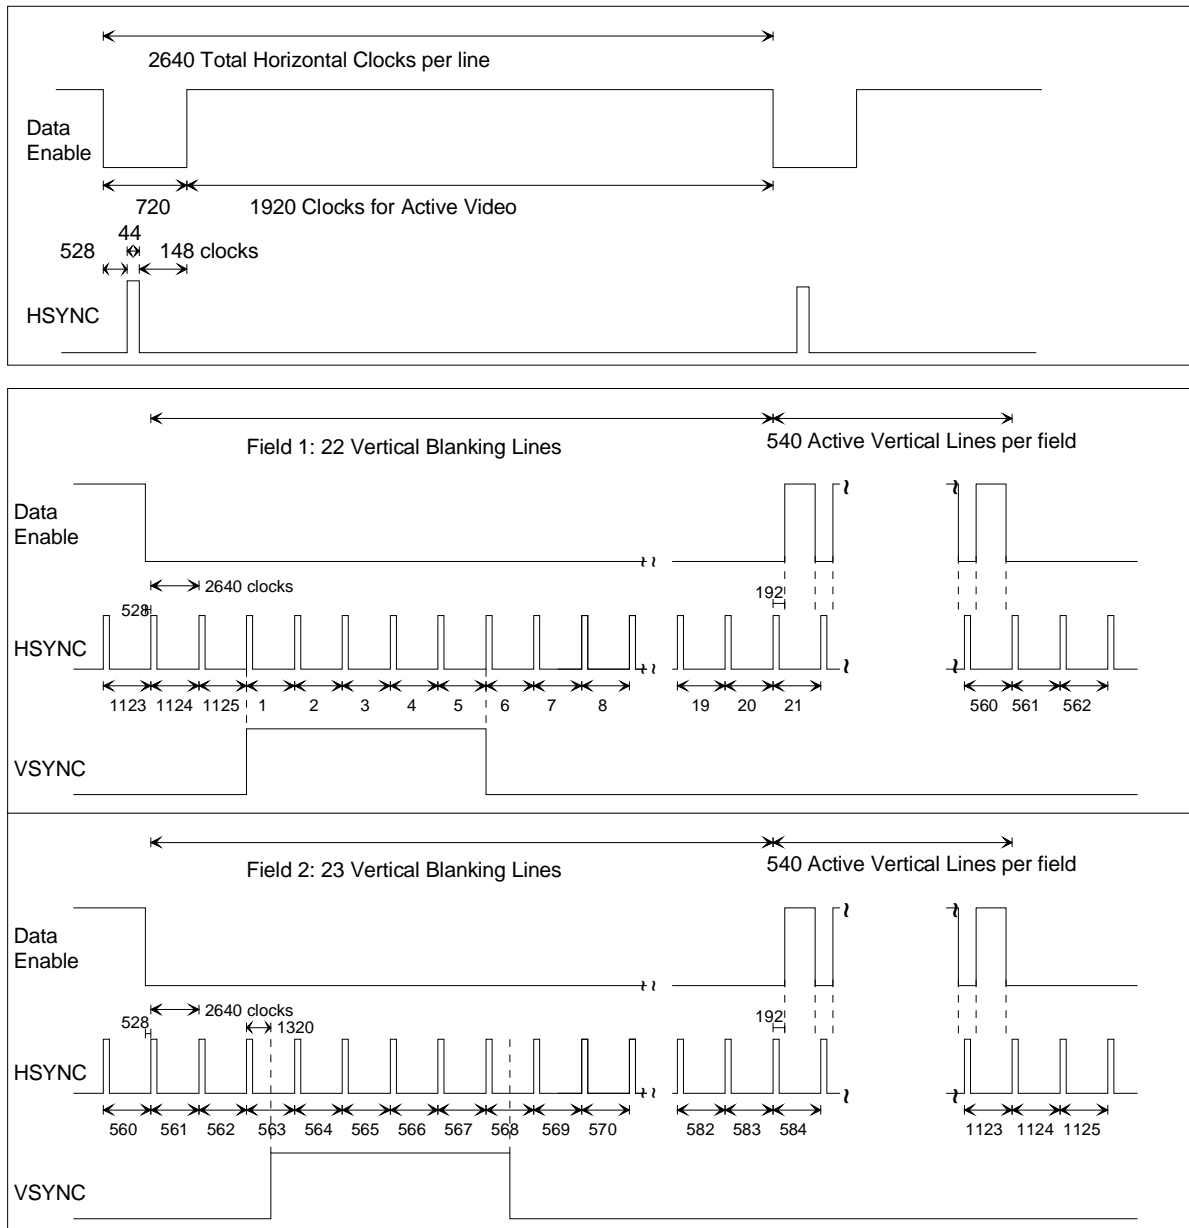 2640 Total Horizontal Clocks per line
Data
Enable
720
1920 Clocks for Active Video
44
528
148 clocks
HSYNC
Field 1: 22 Vertical Blanking Lines
540 Active Vertical Lines per field
Data
Enable
2640 clocks
528
192
HSYNC
1123 1124 1125 1 2 3 4 5 6 7 8 19 20 21 560 561 562
VSYNC
Field 2: 23 Vertical Blanking Lines
540 Active Vertical Lines per field
Data
Enable
2640 clocks
528
1320
192
HSYNC
560 561 562 563 564 565 566 567 568 569 570 582 583 584 1123 1124 1125
VSYNC